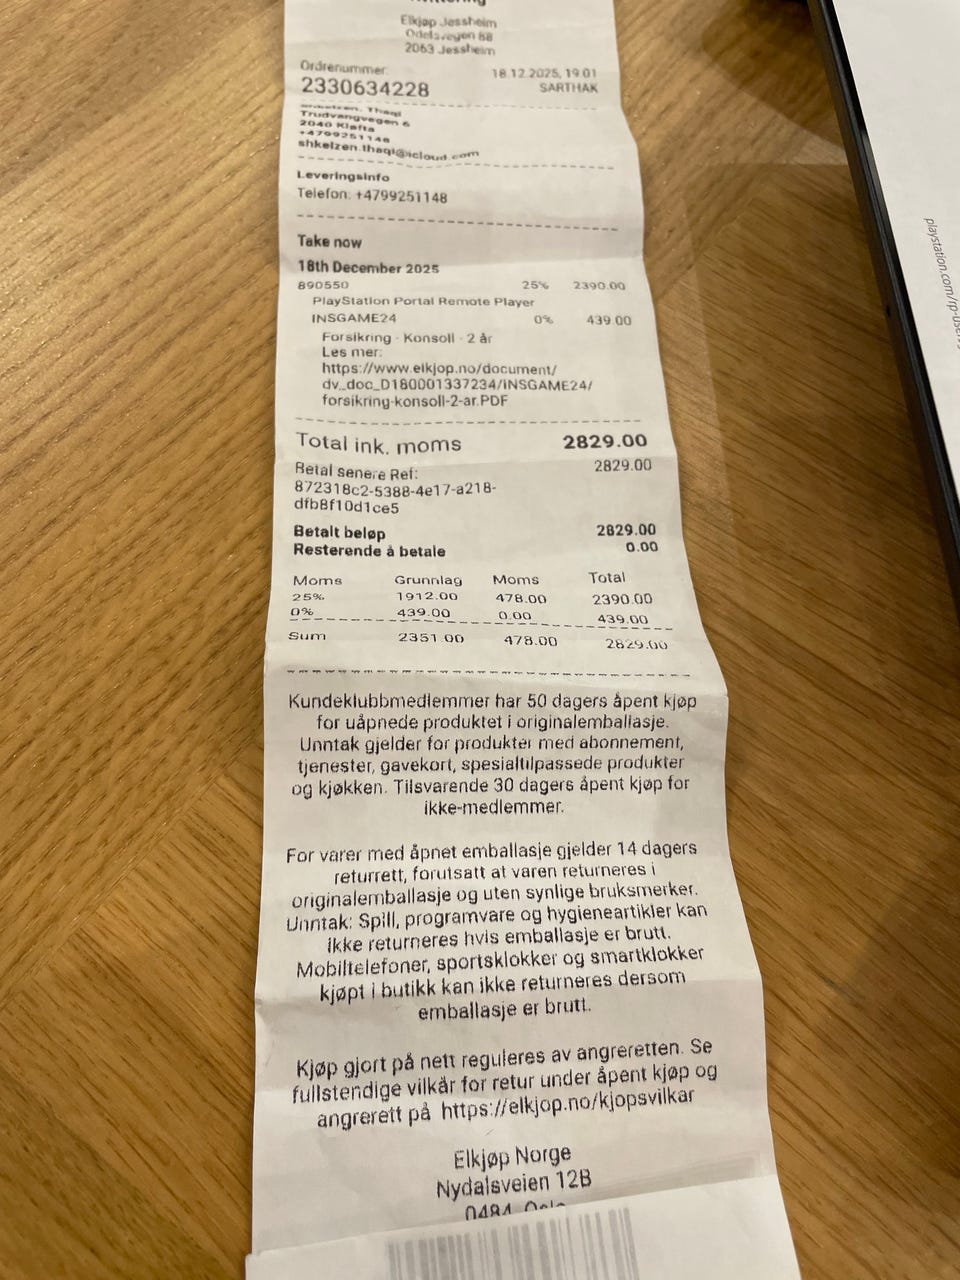 Elkjøp Jessheim
Odelsvegen 88
2063 Jessheim
Ordrenummer:
18.12.2025, 19:01
2330634228
SARTHAK
Thaqi
Trudvangvegen 6
2040 Kløfta
+4799251148
shkelzen.thaqi@icloud.com
Leveringsinfo
Telefon: +4799251148
Take now
18th December 2025
890550 25% 2390.00
PlayStation Portal Remote Player
INSGAME24 0% 439.00
Forsikring - Konsoll - 2 år
Les mer:
https://www.elkjop.no/document/
dv_doc_D180001337234/INSGAME24/
forsikring-konsoll-2-ar.PDF
Total ink. moms 2829.00
Betal senere Ref: 2829.00
872318c2-5388-4e17-a218-
dfb8f10d1ce5
Betalt beløp 2829.00
Resterende å betale 0.00
Moms Grunnlag Moms Total
25% 1912.00 478.00 2390.00
0% 439.00 0.00 439.00
Sum 2351.00 478.00 2829.00
Kundeklubbmedlemmer har 50 dagers åpent kjøp
for uåpnede produktet i originalemballasje.
Unntak gjelder for produkter med abonnement,
tjenester, gavekort, spesialtilpassede produkter
og kjøkken. Tilsvarende 30 dagers åpent kjøp for
ikke-medlemmer.
For varer med åpnet emballasje gjelder 14 dagers
returrett, forutsatt at varen returneres i
originalemballasje og uten synlige bruksmerker.
Unntak: Spill, programvare og hygieneartikler kan
ikke returneres hvis emballasje er brutt.
Mobiltelefoner, sportsklokker og smartklokker
kjøpt i butikk kan ikke returneres dersom
emballasje er brutt.
Kjøp gjort på nett reguleres av angreretten. Se
fullstendige vilkår for retur under åpent kjøp og
angrerett på https://elkjop.no/kjopsvilkar
Elkjøp Norge
Nydalsveien 12B
0484 Oslo